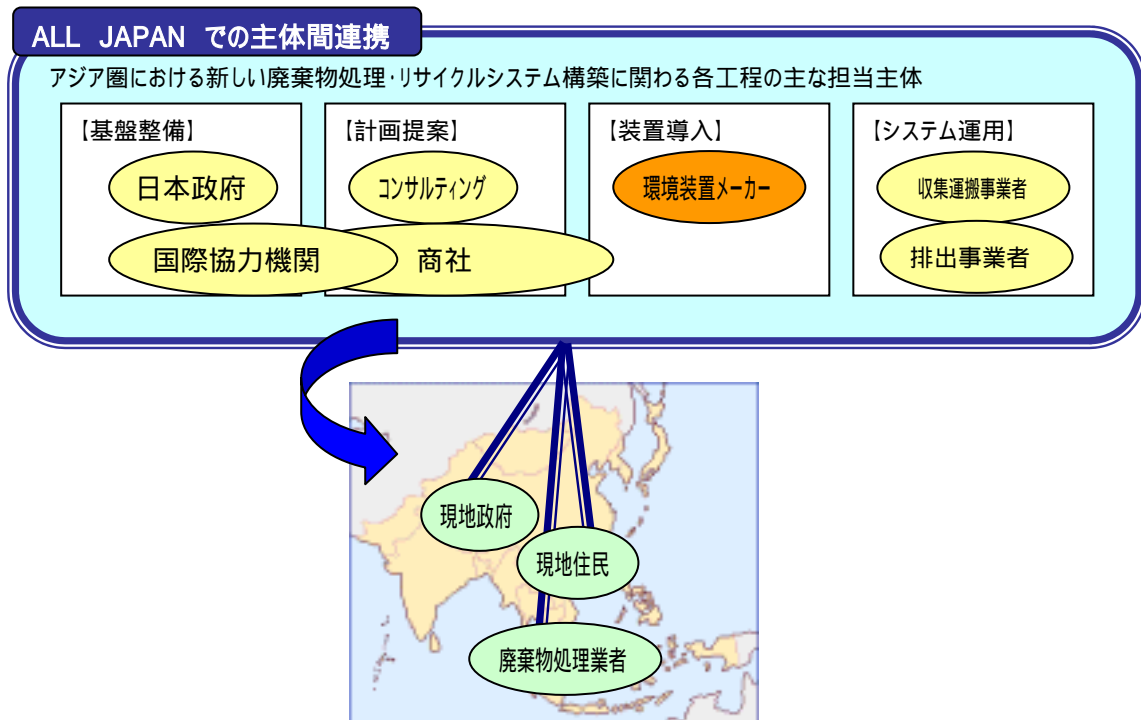 ALL JAPAN での主体間連携
アジア圏における新しい廃棄物処理・リサイクルシステム構築に関わる各工程の主な担当主体
【基盤整備】
日本政府
国際協力機関
【計画提案】
コンサルティング
商社
【装置導入】
環境装置メーカー
【システム運用】
収集運搬事業者
排出事業者
現地政府
現地住民
廃棄物処理業者